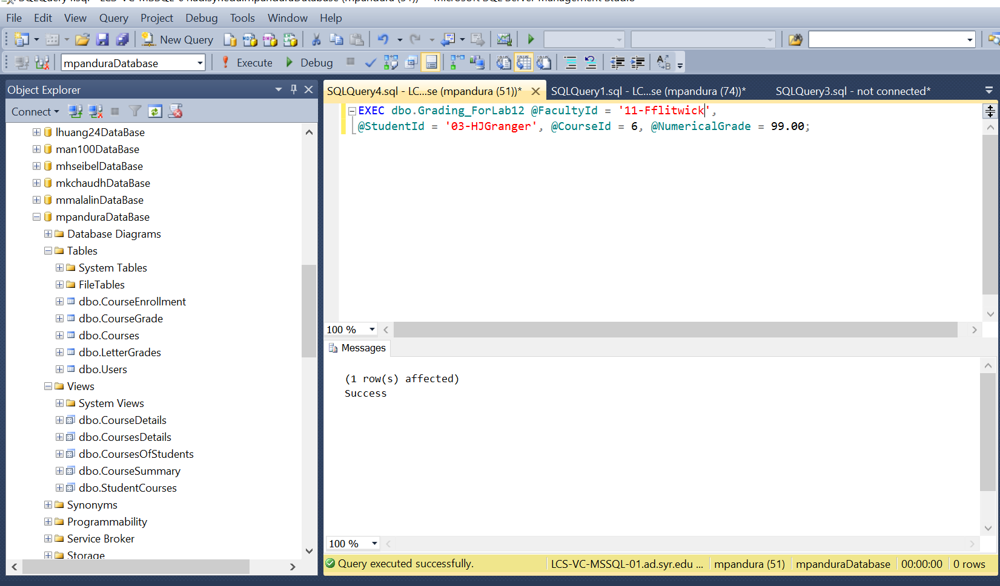 File Edit View Query Project Debug Tools Window Help
New Query
mpanduraDatabase Execute Debug
Object Explorer
Connect
lhuang24DataBase
man100DataBase
mhseibelDataBase
mkchaudhDataBase
mmalalinDataBase
mpanduraDataBase
Database Diagrams
Tables
System Tables
FileTables
dbo.CourseEnrollment
dbo.CourseGrade
dbo.Courses
dbo.LetterGrades
dbo.Users
Views
System Views
dbo.CourseDetails
dbo.CoursesDetails
dbo.CoursesOfStudents
dbo.CourseSummary
dbo.StudentCourses
Synonyms
Programmability
Service Broker
Storage
SQLQuery4.sql - LC...se (mpandura (51))* SQLQuery1.sql - LC...se (mpandura (74))* SQLQuery3.sql - not connected*
EXEC dbo.Grading_ForLab12 @FacultyId = '11-Fflitwick',
@StudentId = '03-HJGranger', @CourseId = 6, @NumericalGrade = 99.00;
100 %
Messages
(1 row(s) affected)
Success
100 %
Query executed successfully. LCS-VC-MSSQL-01.ad.syr.edu ... mpandura (51) mpanduraDatabase 00:00:00 0 rows